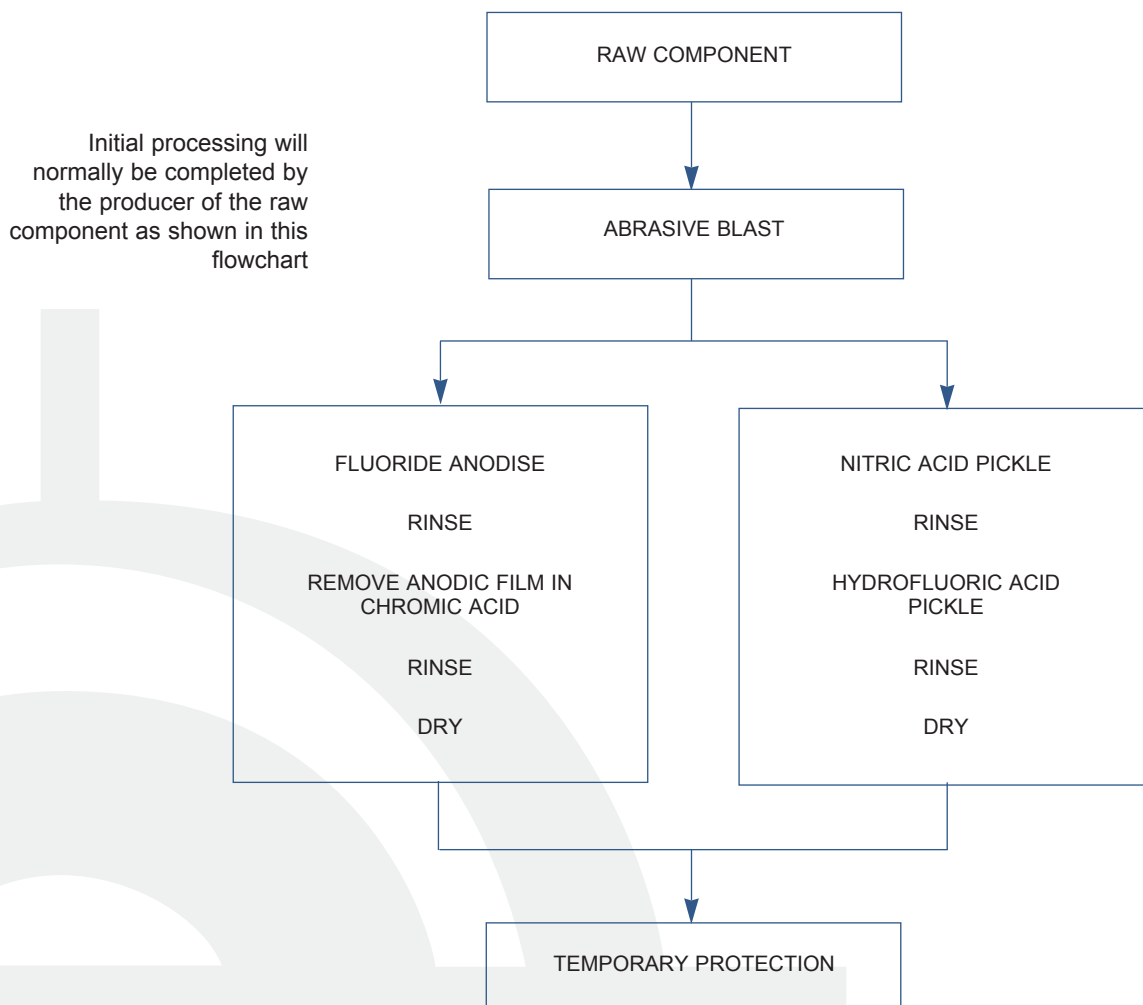 RAW COMPONENT
Initial processing will
normally be completed by
the producer of the raw
component as shown in this
flowchart
ABRASIVE BLAST
FLUORIDE ANODISE
RINSE
REMOVE ANODIC FILM IN
CHROMIC ACID
RINSE
DRY
NITRIC ACID PICKLE
RINSE
HYDROFLUORIC ACID
PICKLE
RINSE
DRY
TEMPORARY PROTECTION